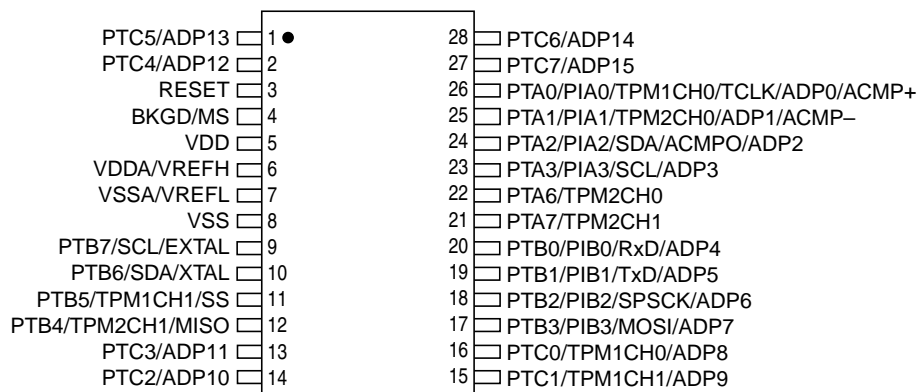 PTC5/ADP13 1 28 PTC6/ADP14
PTC4/ADP12 2 27 PTC7/ADP15
RESET 3 26 PTA0/PIA0/TPM1CH0/TCLK/ADP0/ACMP+
BKGD/MS 4 25 PTA1/PIA1/TPM2CH0/ADP1/ACMP–
VDD 5 24 PTA2/PIA2/SDA/ACMPO/ADP2
VDDA/VREFH 6 23 PTA3/PIA3/SCL/ADP3
VSSA/VREFL 7 22 PTA6/TPM2CH0
VSS 8 21 PTA7/TPM2CH1
PTB7/SCL/EXTAL 9 20 PTB0/PIB0/RxD/ADP4
PTB6/SDA/XTAL 10 19 PTB1/PIB1/TxD/ADP5
PTB5/TPM1CH1/SS 11 18 PTB2/PIB2/SPSCK/ADP6
PTB4/TPM2CH1/MISO 12 17 PTB3/PIB3/MOSI/ADP7
PTC3/ADP11 13 16 PTC0/TPM1CH0/ADP8
PTC2/ADP10 14 15 PTC1/TPM1CH1/ADP9